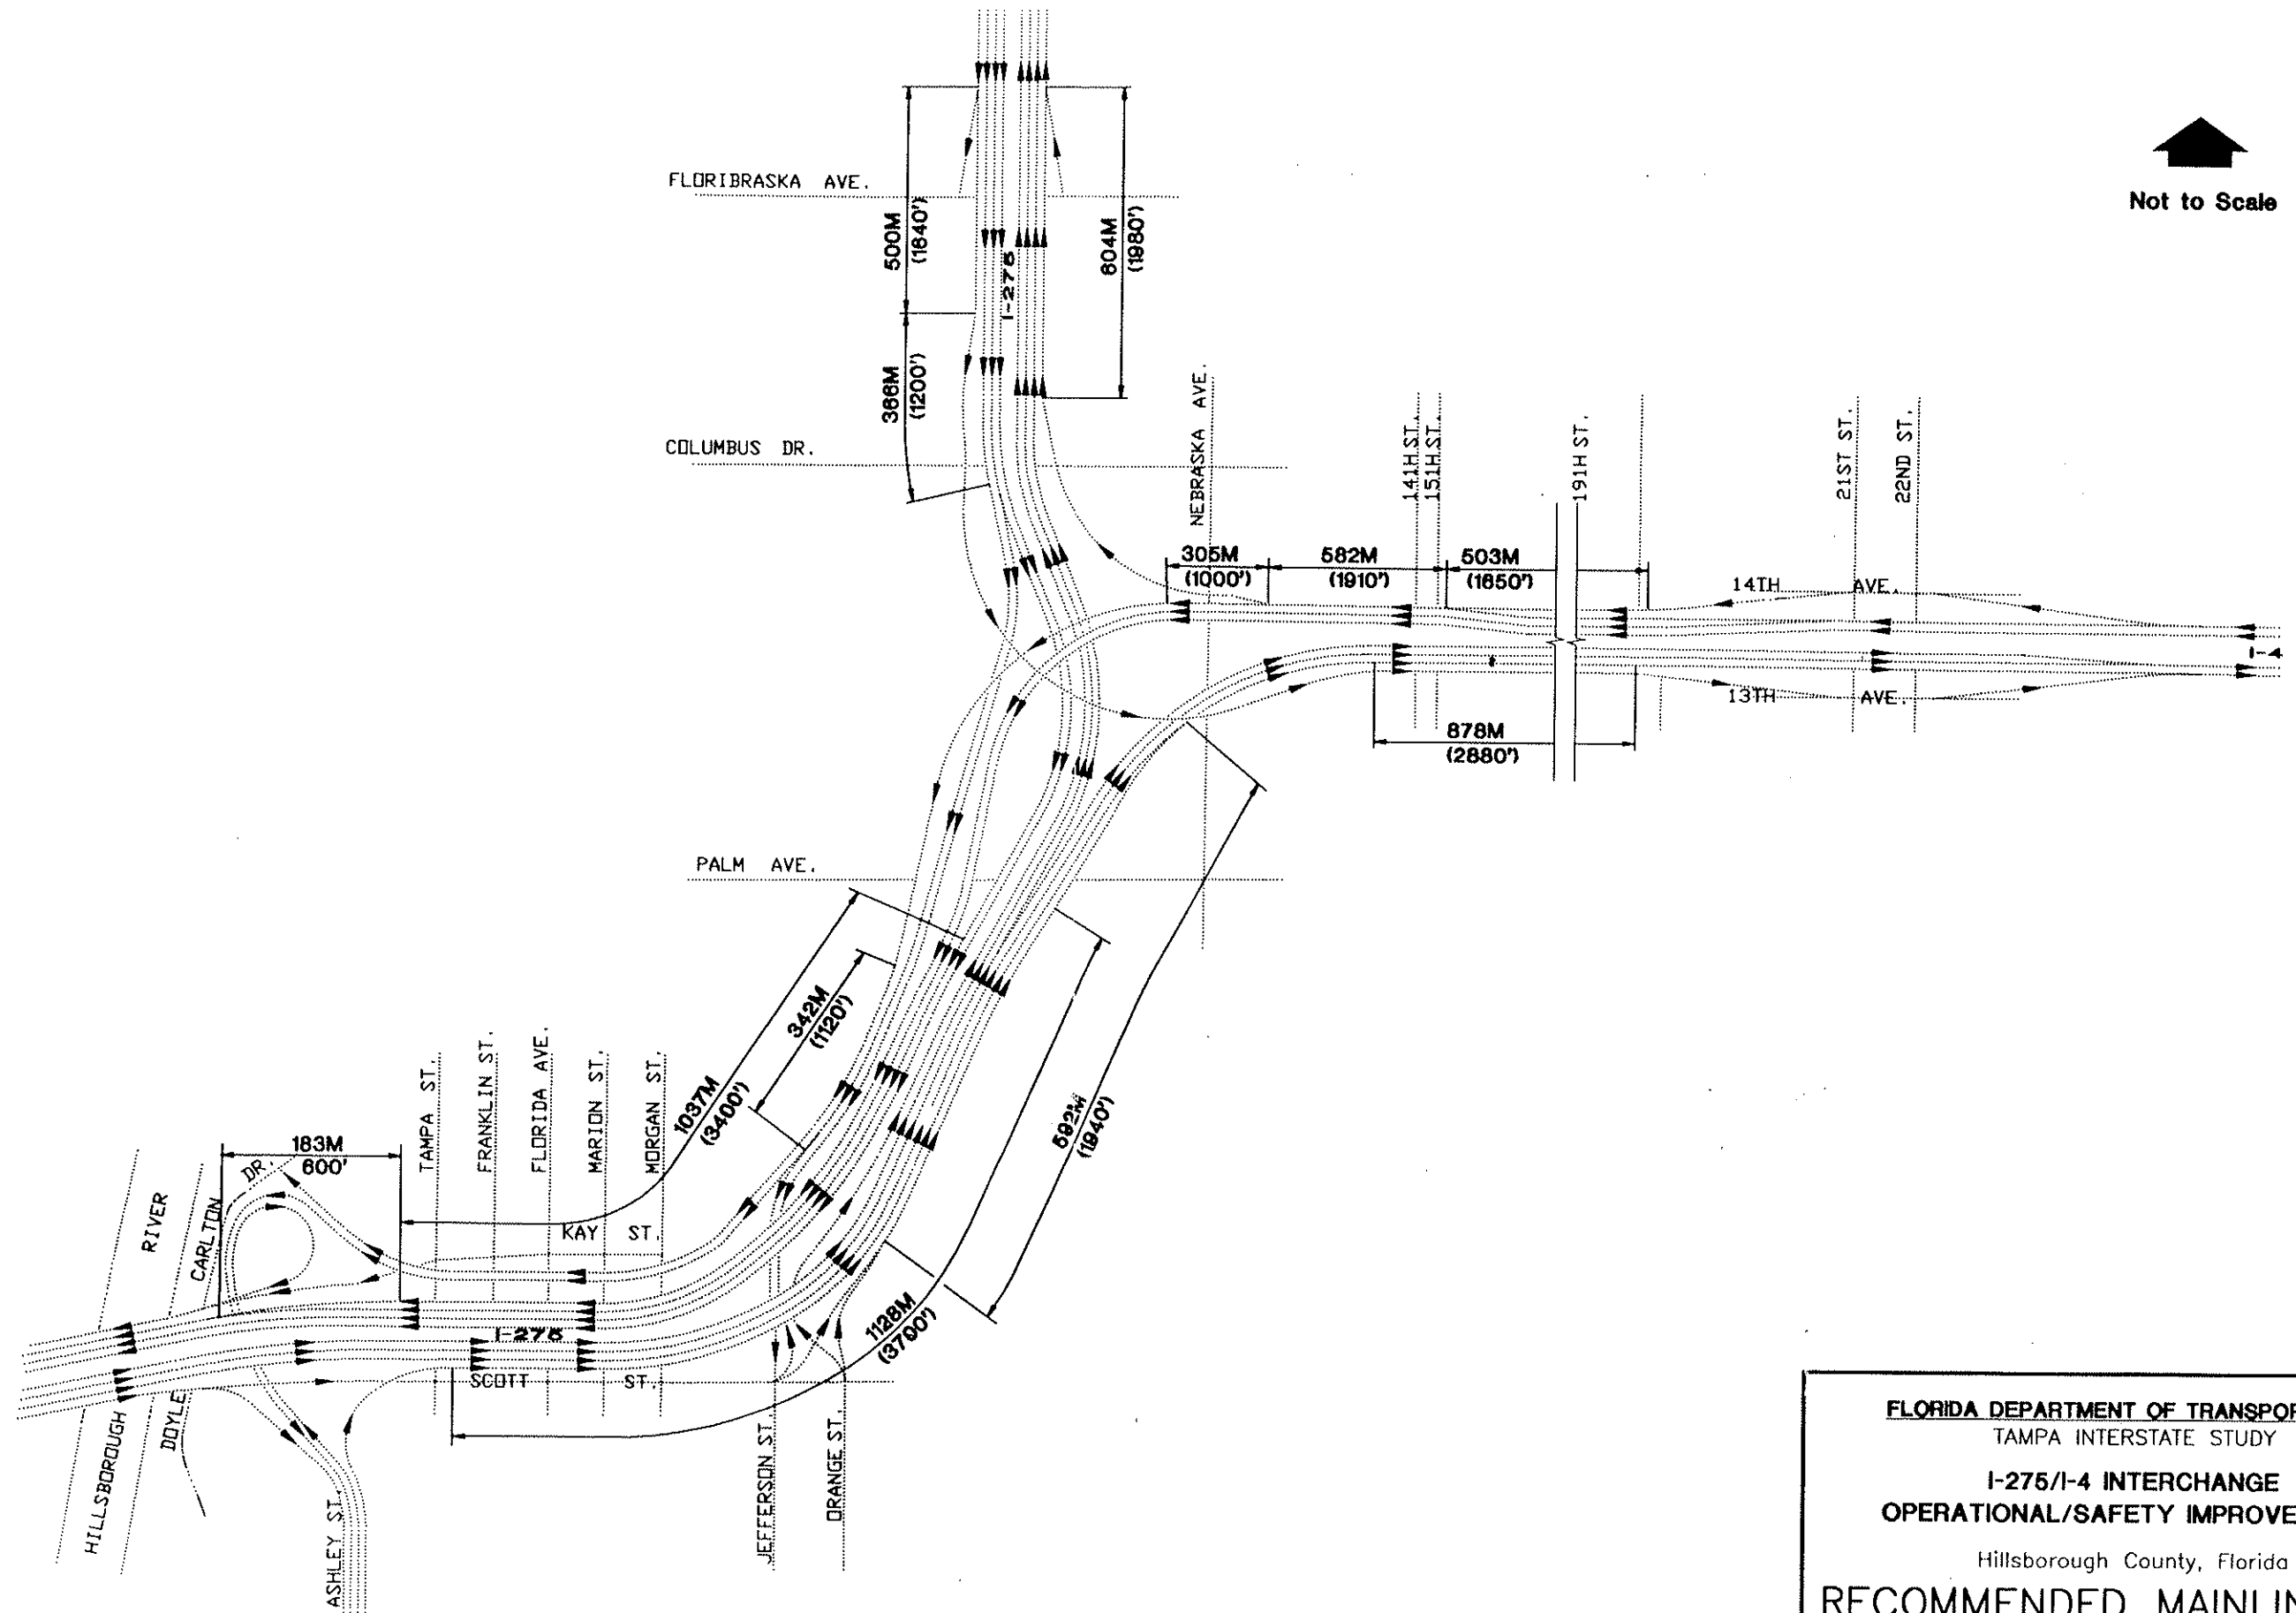 Not to Scale
FLORIBRASKA AVE.
500M
(1640')
I-275
604M
(1980')
366M
(1200')
COLUMBUS DR.
NEBRASKA AVE.
14TH ST.
15TH ST.
19TH ST.
21ST ST.
22ND ST.
305M
(1000')
582M
(1910')
503M
(1650')
14TH AVE.
I-4
13TH AVE.
878M
(2880')
PALM AVE.
342M
(1120')
1037M
(3400')
592M
(1940')
1128M
(3700')
TAMPA ST.
FRANKLIN ST.
FLORIDA AVE.
MARION ST.
MORGAN ST.
183M
600'
DR.
CARLTON
RIVER
HILLSBOROUGH
DOYLE
KAY ST.
I-275
SCOTT ST.
ASHLEY ST.
JEFFERSON ST.
ORANGE ST.
FLORIDA DEPARTMENT OF TRANSPOR
TAMPA INTERSTATE STUDY
I-275/I-4 INTERCHANGE
OPERATIONAL/SAFETY IMPROVE
Hillsborough County, Florida
RECOMMENDED MAINLIN